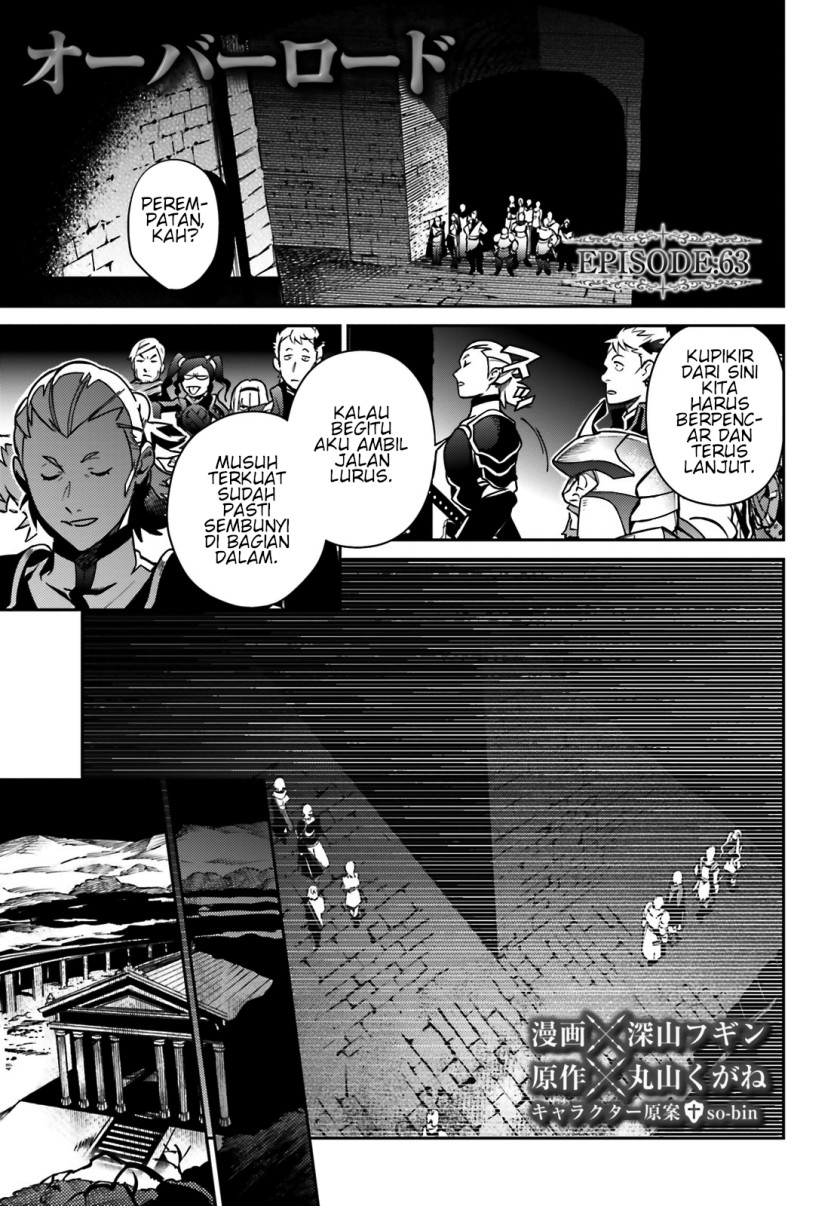 オーバーロード
PEREM-
PATAN,
KAH?
EPISODE:63
KUPIKIR
DARI SINI
KITA
HARUS
BERPENC-
AR DAN
TERUS
LANJUT.
KALAU
BEGITU
AKU AMBIL
JALAN
LURUS.
MUSUH
TERKUAT
SUDAH
PASTI
SEMBUNYI
DI BAGIAN
DALAM.
漫画 深山フギン
原作 丸山くがね
キャラクター原案 so-bin